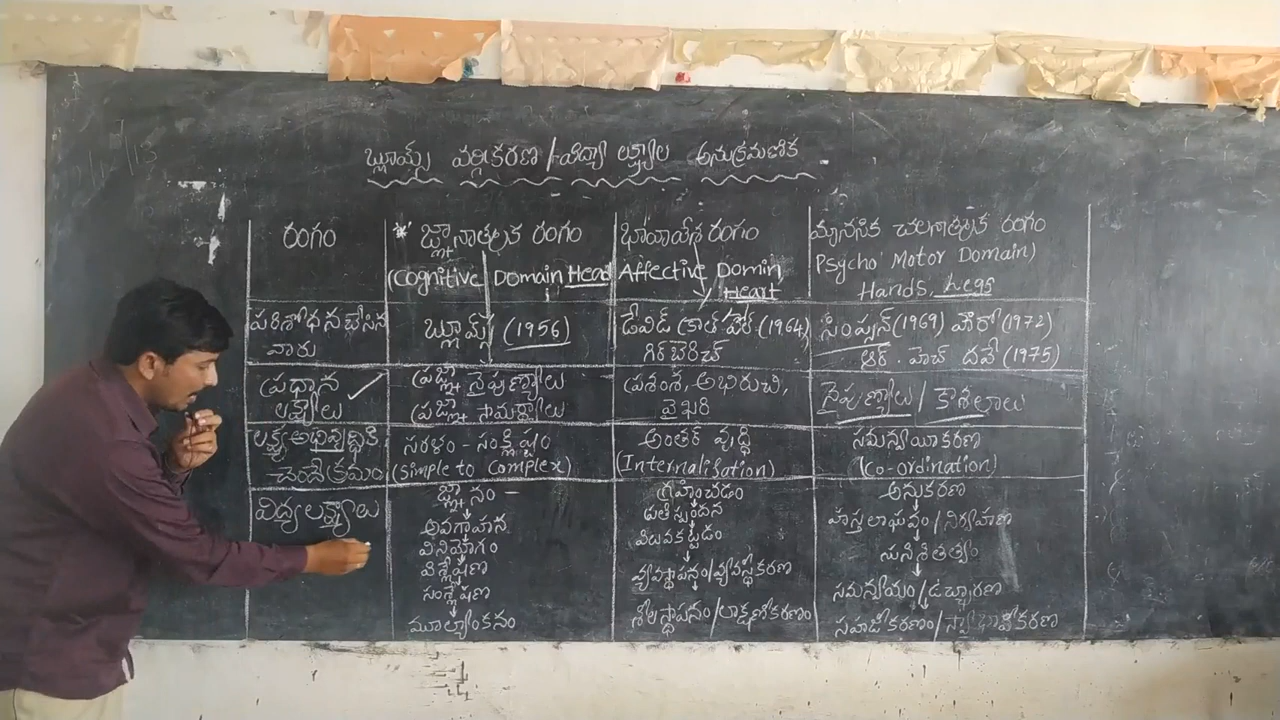 బ్లూమ్స్ వర్గీకరణ / విద్యా లక్ష్యాల అనుక్రమణిక
రంగం
* జ్ఞానాత్మక రంగం
(Cognitive Domain Head
భావావేశ రంగం
Affective Domin,
Heart
మానసిక చలనాత్మక రంగం
Psycho Motor Domain)
Hands, Legs
పరిశోధన చేసిన
వారు
బ్లూమ్స్ (1956)
డేవిడ్ క్రాత్ హల్ (1964)
సింప్సన్ (1969) హరో (1972)
ఆర్. హెచ్ దవే (1975)
ప్రధాన
లక్ష్యాలు
ప్రజ్ఞా నైపుణ్యాలు
ప్రజ్ఞా సామర్థ్యాలు
ప్రశంస, అభిరుచి,
వైఖరి
నైపుణ్యాలు / కౌశలాలు
లక్ష్య అభివృద్ధికి,
చెందే క్రమం
సరళం - సంక్లిష్టం
(simple to complex)
అంతర్ వృద్ధి
(Internalisation)
సమన్వయీకరణ
(Co-ordination)
విద్యా లక్ష్యాలు
జ్ఞానం -
అవగాహన
వినియోగం
విశ్లేషణ
సంశ్లేషణ
మూల్యాంకనం
గ్రహించడం
ప్రతిస్పందన
విలువకట్టడం
వ్యవస్థాపనం/వ్యవస్థీకరణ
శీలస్థాపనం/లాక్షణీకరణం
అనుకరణ
హస్తలాఘవం/నిర్వహణ
సునిశితత్వం
సమన్వయం/ఉచ్చారణ
సహజీకరణం/స్వాభావికరణ